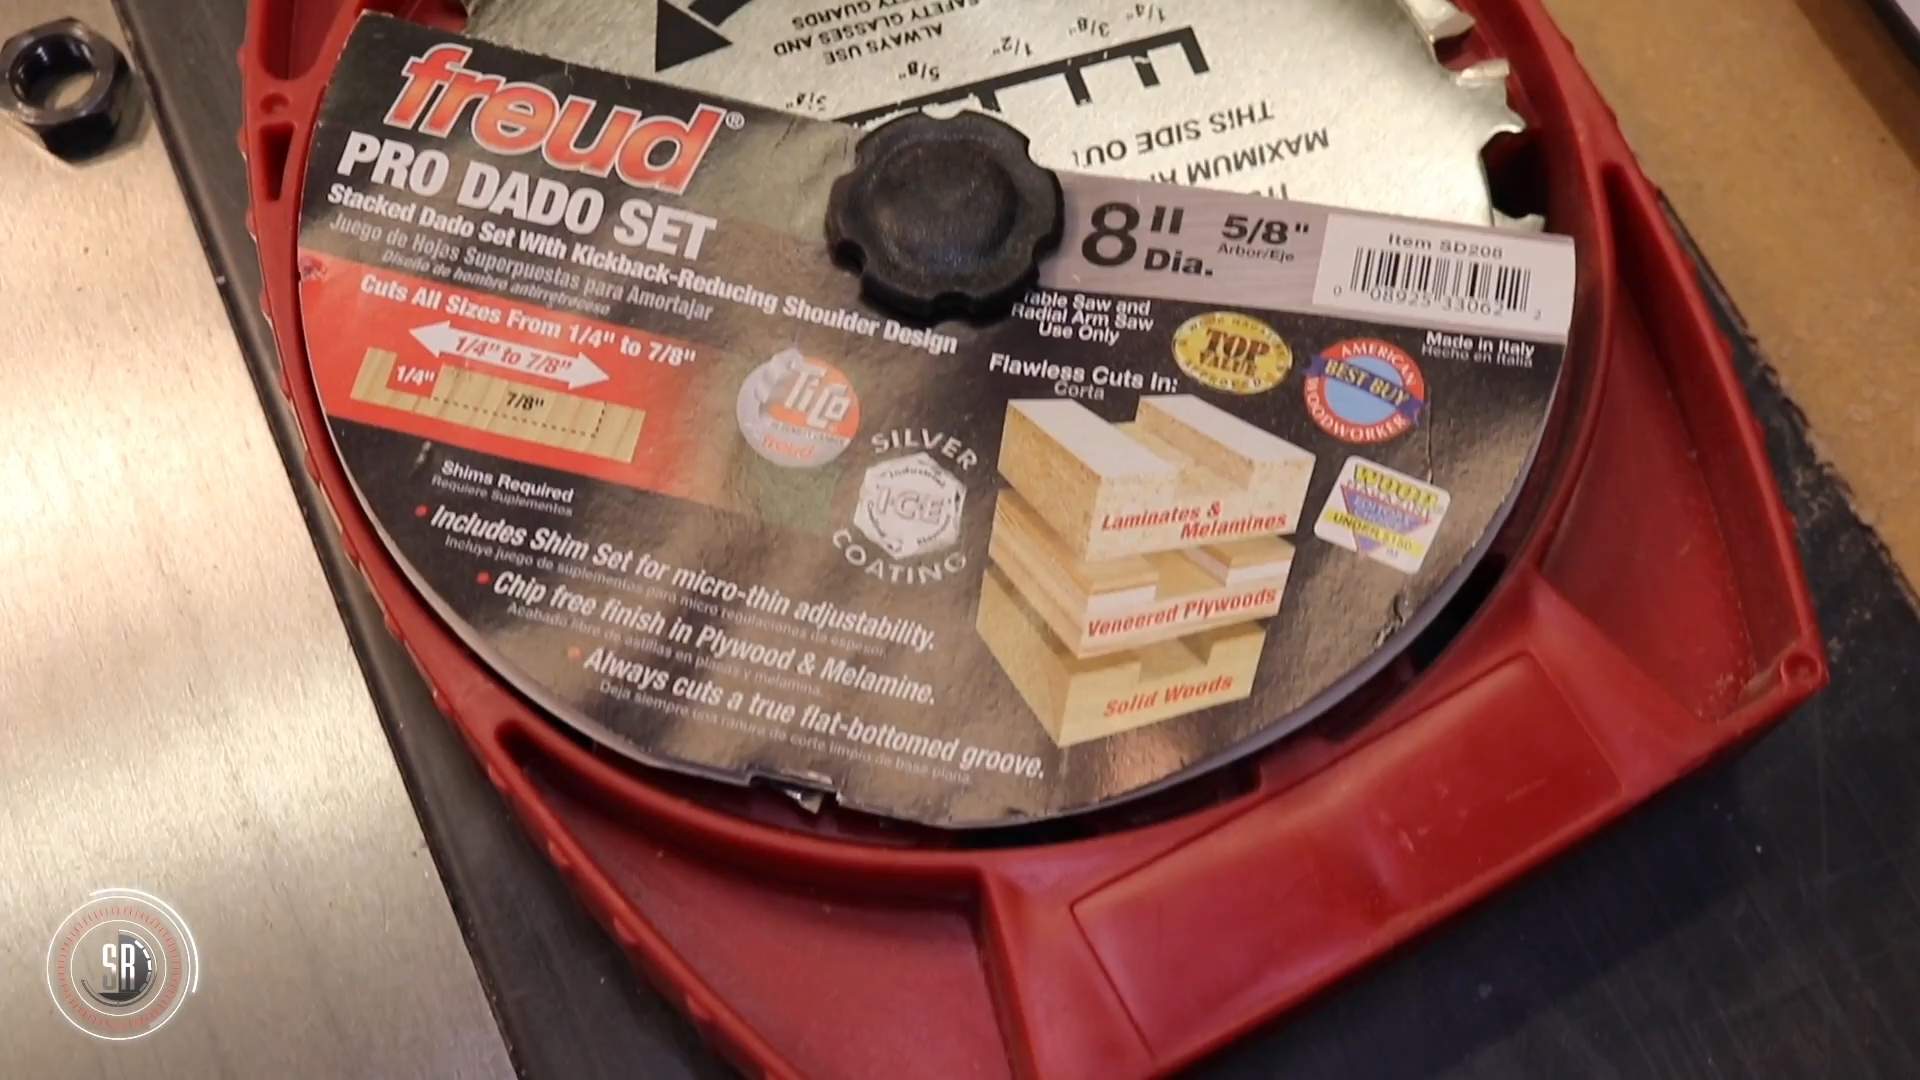 ALWAYS USE
SAFETY GLASSES AND
1/4"
3/8"
1/2"
5/8"
THIS SIDE OUT
MAXIMUM
freud®
PRO DADO SET
Stacked Dado Set With Kickback-Reducing Shoulder Design
Juego de Hojas Superpuestas para Amortajar
Diseño de hombro antirretroceso
8" Dia.
5/8"
Arbor/Eje
Item SD208
0 08925 33062 2
Cuts All Sizes From 1/4" to 7/8"
1/4" to 7/8"
1/4"
7/8"
Shims Required
Requiere Suplementos
TiCo
freud
SILVER
I·C·E
COATING
Table Saw and
Radial Arm Saw
Use Only
TOP
VALUE
APPROVED
AMERICAN
BEST BUY
WOODWORKER
Made in Italy
Hecho en Italia
Flawless Cuts In:
Corta
Laminates &
Melamines
Veneered Plywoods
Solid Woods
WOOD
UNDER $150
• Includes Shim Set for micro-thin adjustability.
Incluye juego de suplementos para micro regulaciones de espesor.
• Chip free finish in Plywood & Melamine.
Acabado libre de astillas en placas y melamina.
• Always cuts a true flat-bottomed groove.
Deja siempre una ranura de corte limpio de base plana.
SR